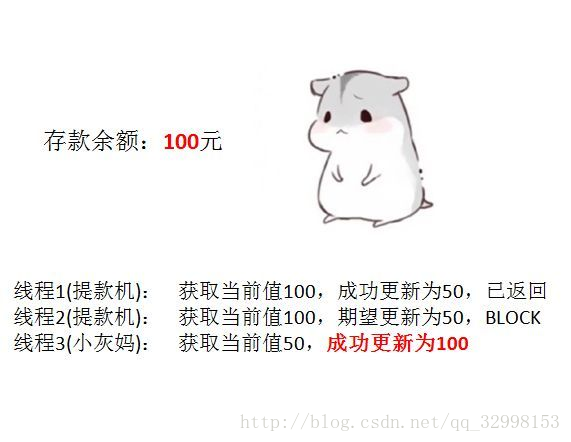 存款余额：100元
线程1(提款机)： 获取当前值100，成功更新为50，已返回
线程2(提款机)： 获取当前值100，期望更新为50，BLOCK
线程3(小灰妈)： 获取当前值50，成功更新为100
http://blog.csdn.net/qq_32998153